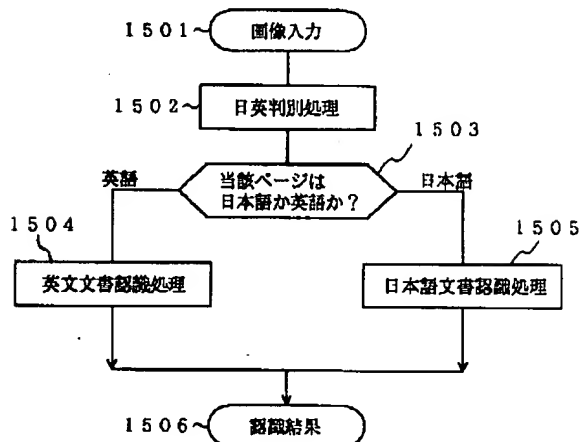 1501 画像入力
1502 日英判別処理
1503
当該ページは
日本語か英語か?
英語
日本語
1504
英文文書認識処理
1505
日本語文書認識処理
1506 認識結果